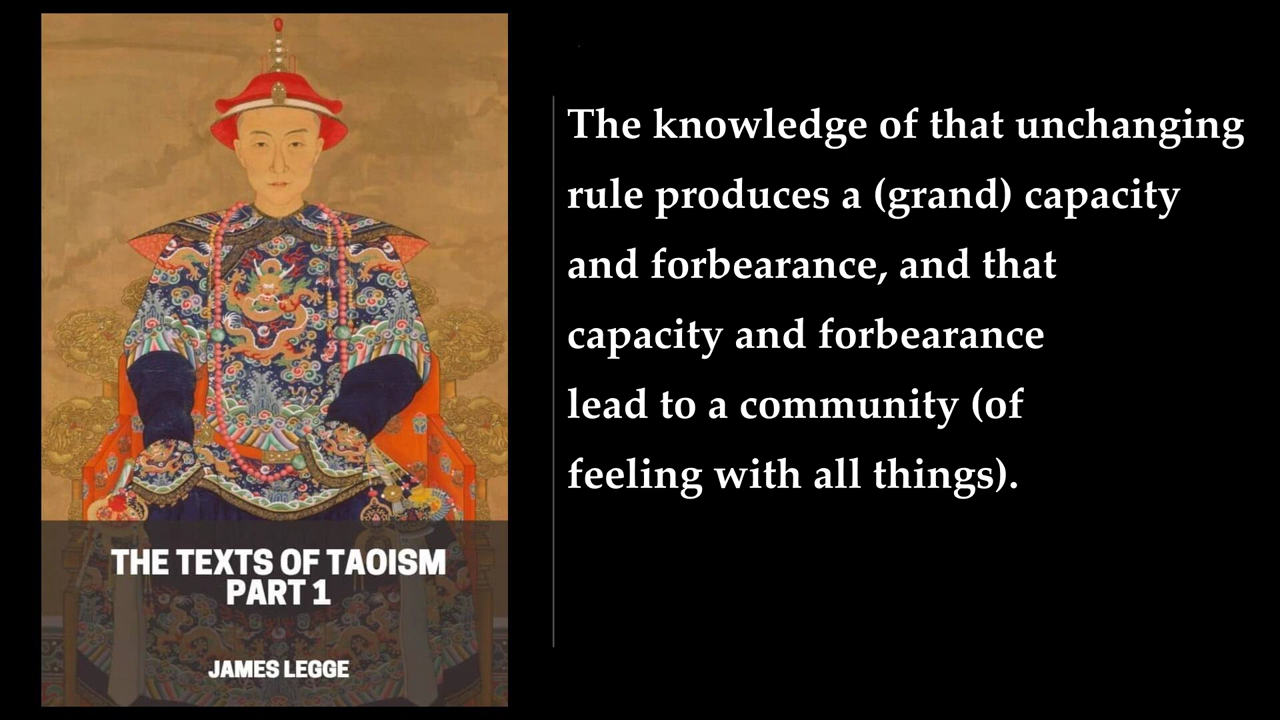 THE TEXTS OF TAOISM
PART 1
JAMES LEGGE
The knowledge of that unchanging
rule produces a (grand) capacity
and forbearance, and that
capacity and forbearance
lead to a community (of
feeling with all things).